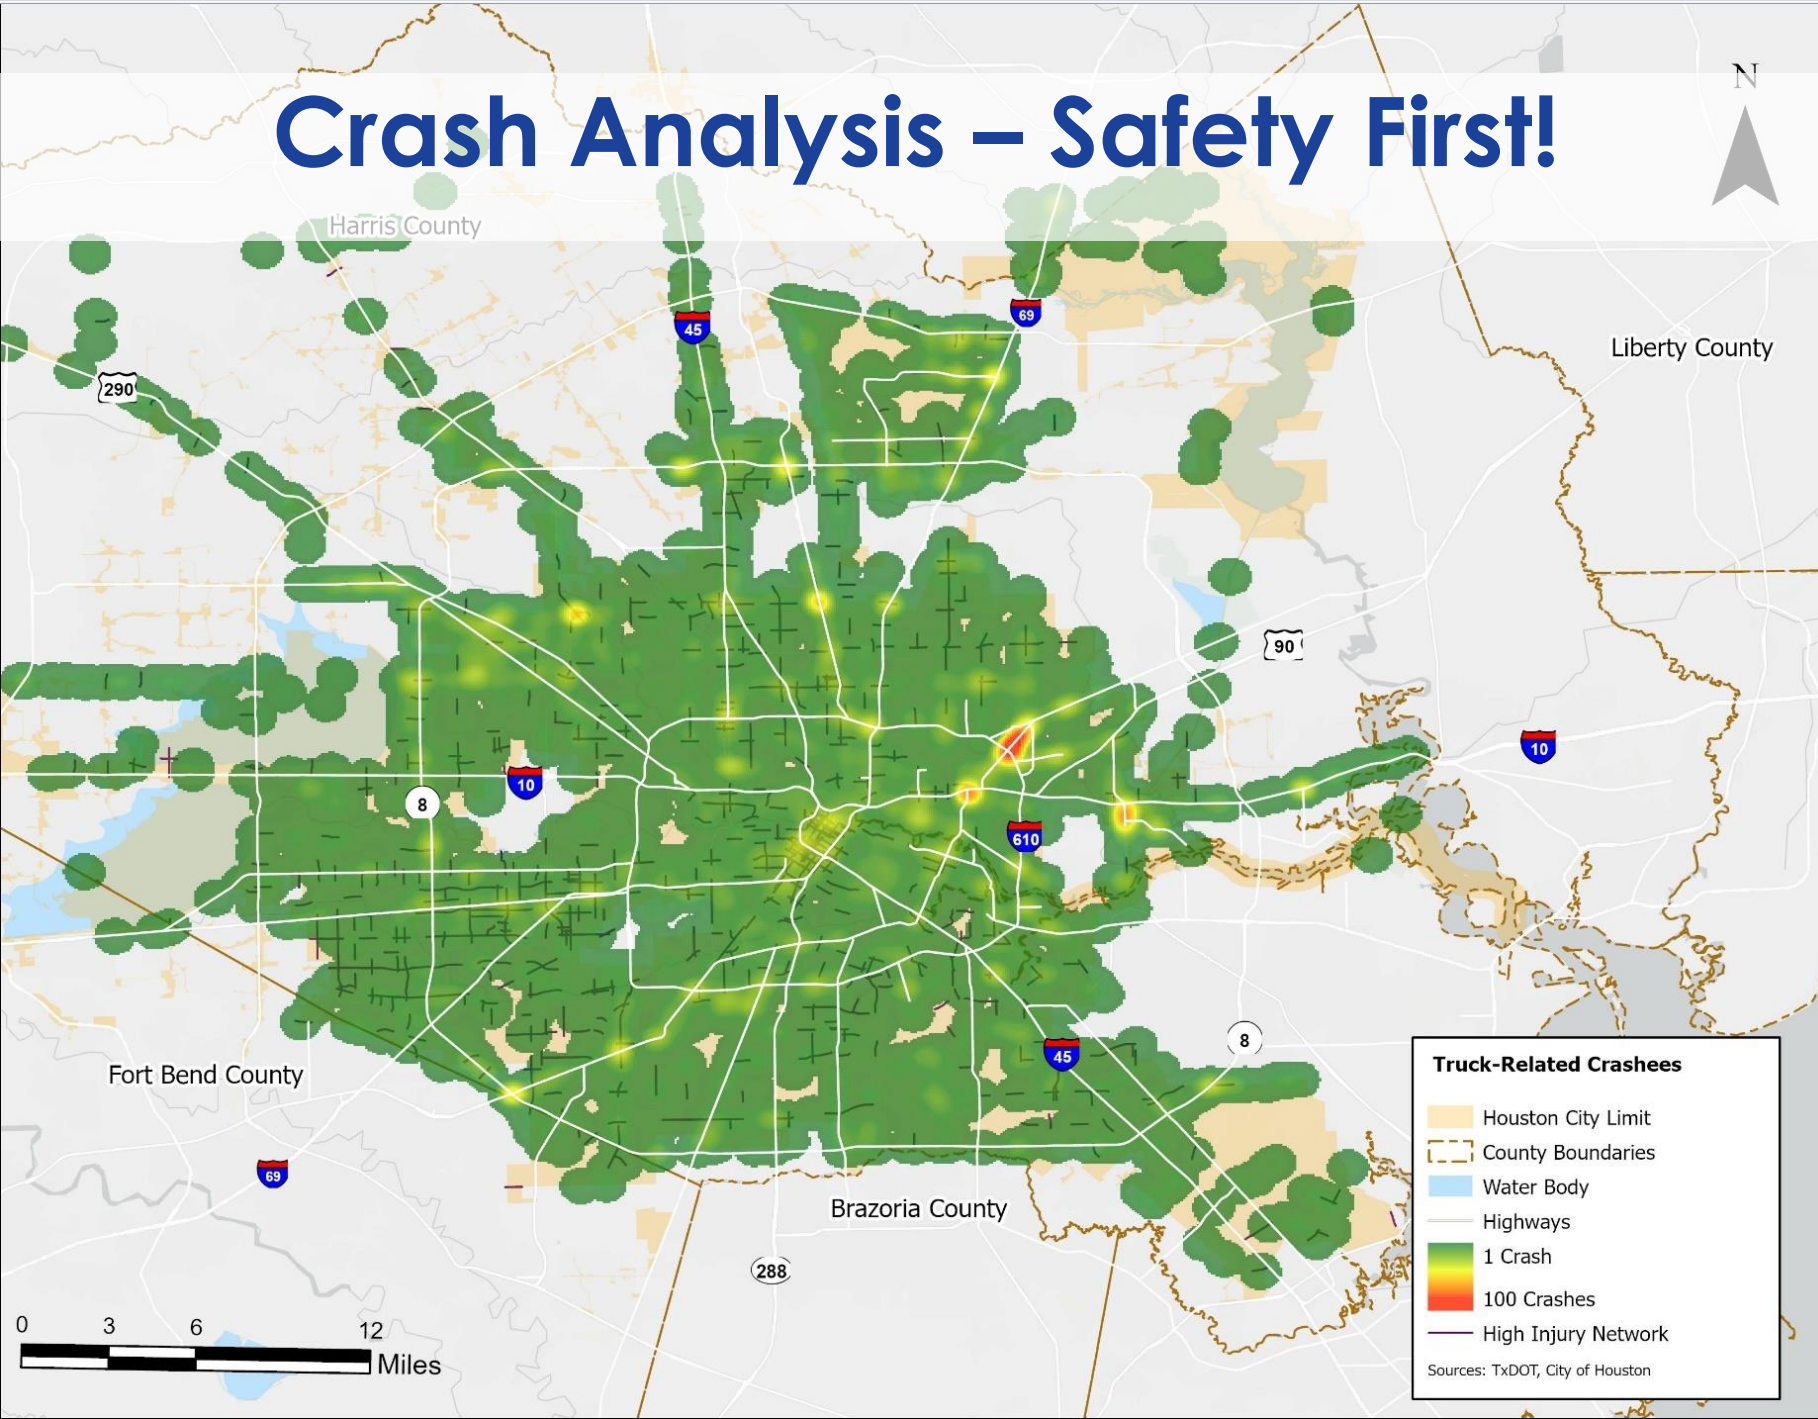 Crash Analysis – Safety First!
N
Harris County
45
69
Liberty County
290
90
10
10
8
610
8
45
Fort Bend County
69
Brazoria County
288
0 3 6 12
Miles
Truck-Related Crashees
Houston City Limit
County Boundaries
Water Body
Highways
1 Crash
100 Crashes
High Injury Network
Sources: TxDOT, City of Houston